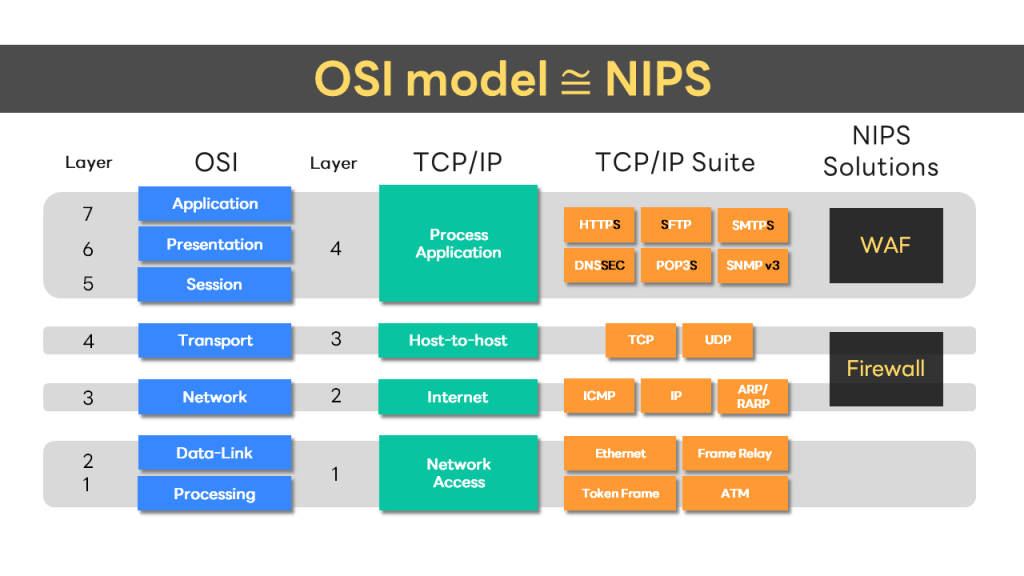 OSI model ≅ NIPS
Layer
OSI
Layer
TCP/IP
TCP/IP Suite
NIPS
Solutions
7
6
5
Application
Presentation
Session
4
Process
Application
HTTPS
SFTP
SMTPS
DNSSEC
POP3S
SNMP v3
WAF
4
Transport
3
Host-to-host
TCP
UDP
Firewall
3
Network
2
Internet
ICMP
IP
ARP/
RARP
2
1
Data-Link
Processing
1
Network
Access
Ethernet
Frame Relay
Token Frame
ATM